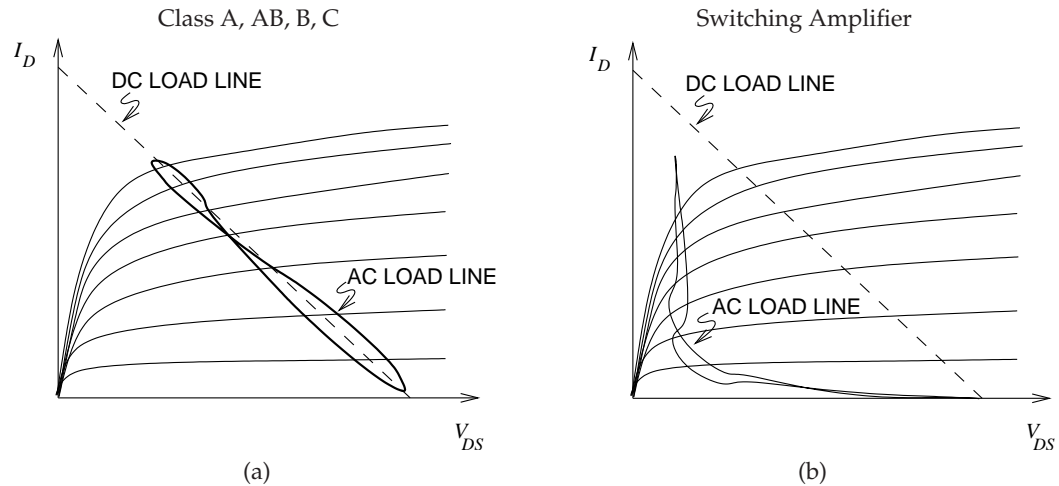 Class A, AB, B, C
I_D
DC LOAD LINE
AC LOAD LINE
V_DS
(a)
Switching Amplifier
I_D
DC LOAD LINE
AC LOAD LINE
V_DS
(b)